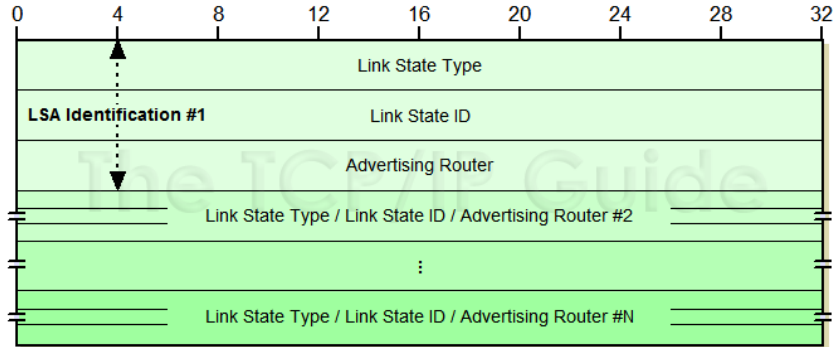 0 4 8 12 16 20 24 28 32
Link State Type
LSA Identification #1 Link State ID
Advertising Router
The TCP/IP Guide
Link State Type / Link State ID / Advertising Router #2
⋮
Link State Type / Link State ID / Advertising Router #N